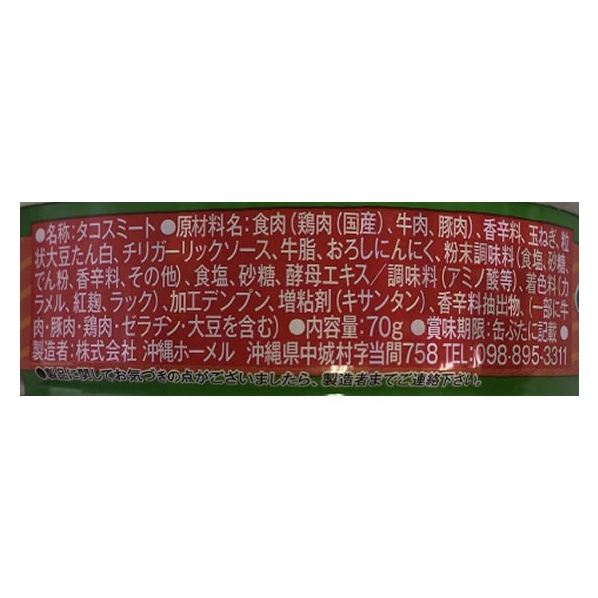 ●名称:タコスミート●原材料名:食肉(鶏肉(国産)、牛肉、豚肉)、香辛料、玉ねぎ、粒
状大豆たん白、チリガーリックソース、牛脂、おろしにんにく、粉末調味料(食塩、砂糖、
でん粉、香辛料、その他)、食塩、砂糖、酵母エキス/調味料(アミノ酸等)、着色料(カ
ラメル、紅麹、ラック)、加工デンプン、増粘剤(キサンタン)、香辛料抽出物、(一部に牛
肉・豚肉・鶏肉・ゼラチン・大豆を含む)●内容量:70g●賞味期限:缶ぶたに記載●
製造者:株式会社 沖縄ホーメル 沖縄県中城村字当間758 TEL:098-895-3311
●製品に関してお気づきの点がございましたら、製造者までご連絡下さい。